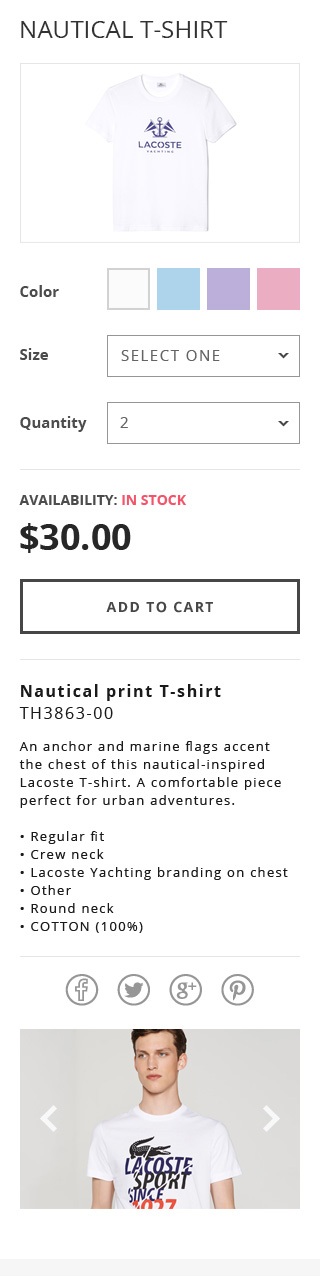 NAUTICAL T-SHIRT
LACOSTE
YACHTING
Color
Size
SELECT ONE
Quantity
2
AVAILABILITY: IN STOCK
$30.00
ADD TO CART
Nautical print T-shirt
TH3863-00
An anchor and marine flags accent
the chest of this nautical-inspired
Lacoste T-shirt. A comfortable piece
perfect for urban adventures.
• Regular fit
• Crew neck
• Lacoste Yachting branding on chest
• Other
• Round neck
• COTTON (100%)
LACOSTE
SPORT
SINCE